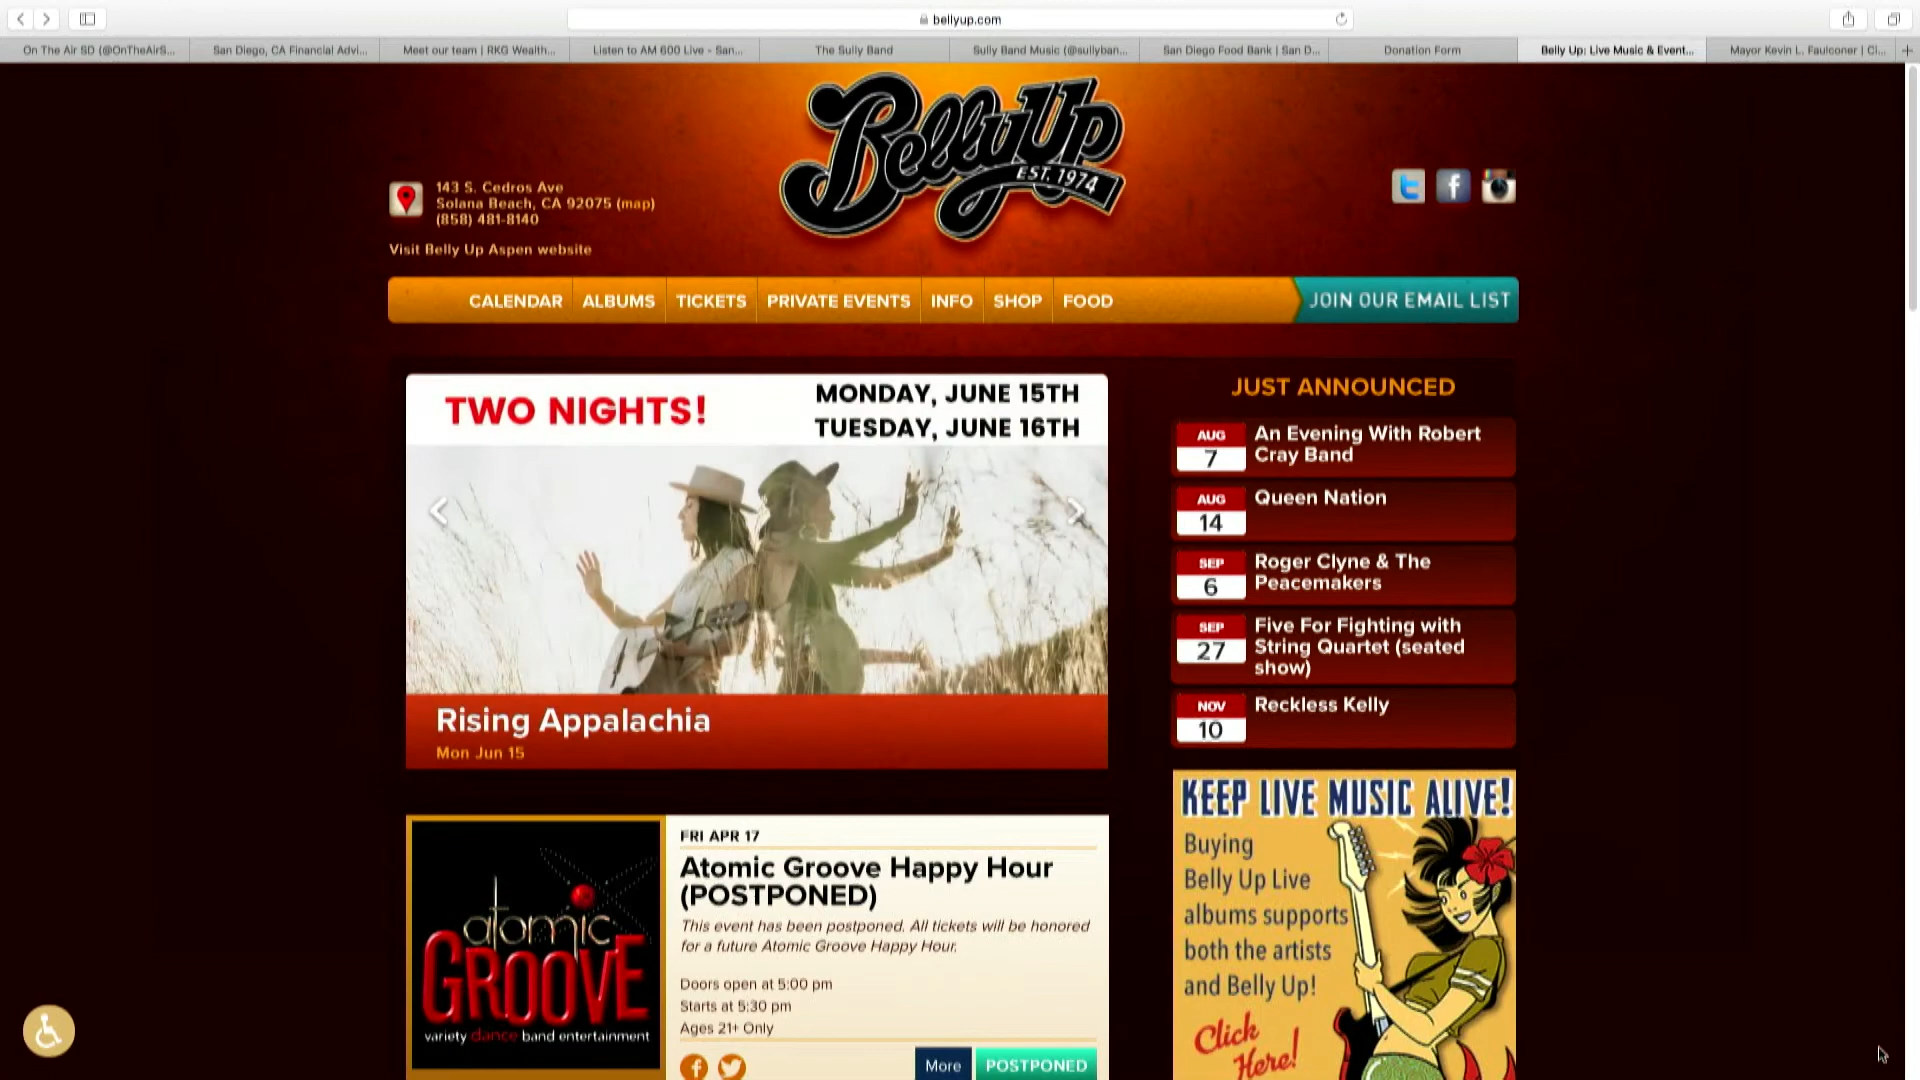 bellyup.com
On The Air SD (@OnTheAirS...
San Diego, CA Financial Advi...
Meet our team | RKG Wealth...
Listen to AM 600 Live - San...
The Sully Band
Sully Band Music (@sullyban...
San Diego Food Bank | San D...
Donation Form
Belly Up: Live Music & Event...
Mayor Kevin L. Faulconer | Ci...
Belly Up
EST. 1974
143 S. Cedros Ave
Solana Beach, CA 92075 (map)
(858) 481-8140
Visit Belly Up Aspen website
CALENDAR
ALBUMS
TICKETS
PRIVATE EVENTS
INFO
SHOP
FOOD
JOIN OUR EMAIL LIST
TWO NIGHTS!
MONDAY, JUNE 15TH
TUESDAY, JUNE 16TH
Rising Appalachia
Mon Jun 15
JUST ANNOUNCED
AUG
7
An Evening With Robert
Cray Band
AUG
14
Queen Nation
SEP
6
Roger Clyne & The
Peacemakers
SEP
27
Five For Fighting with
String Quartet (seated
show)
NOV
10
Reckless Kelly
atomic
GROOVE
variety dance band entertainment
FRI APR 17
Atomic Groove Happy Hour
(POSTPONED)
This event has been postponed. All tickets will be honored
for a future Atomic Groove Happy Hour.
Doors open at 5:00 pm
Starts at 5:30 pm
Ages 21+ Only
More
POSTPONED
KEEP LIVE MUSIC ALIVE!
Buying
Belly Up Live
albums supports
both the artists
and Belly Up!
Click
Here!